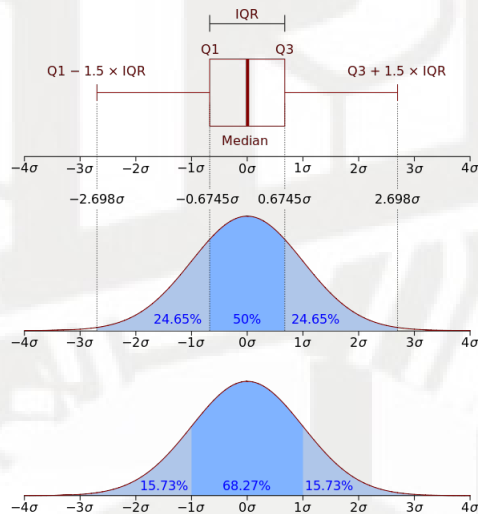 IQR
Q1 Q3
Q1 − 1.5 × IQR Q3 + 1.5 × IQR
Median
−4σ −3σ −2σ −1σ 0σ 1σ 2σ 3σ 4σ
−2.698σ −0.6745σ 0.6745σ 2.698σ
24.65% 50% 24.65%
−4σ −3σ −2σ −1σ 0σ 1σ 2σ 3σ 4σ
15.73% 68.27% 15.73%
−4σ −3σ −2σ −1σ 0σ 1σ 2σ 3σ 4σ